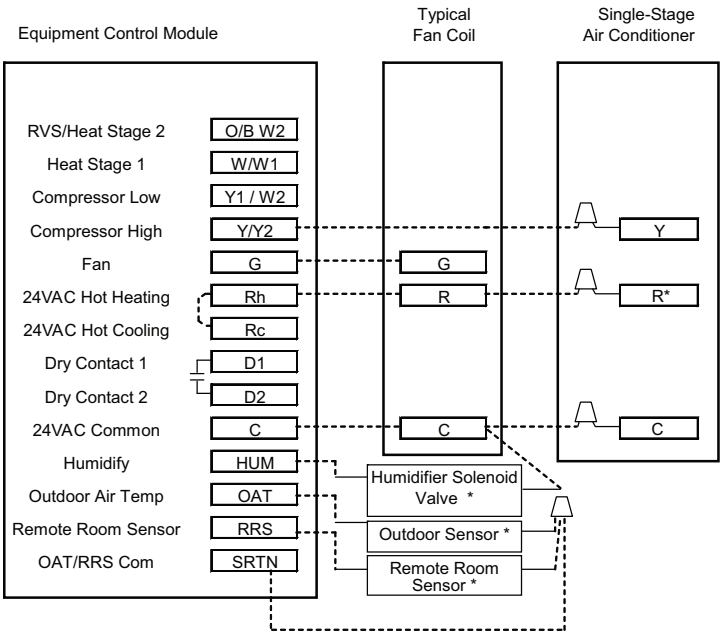 Equipment Control Module
Typical
Fan Coil
Single-Stage
Air Conditioner
RVS/Heat Stage 2 O/B W2
Heat Stage 1 W/W1
Compressor Low Y1 / W2
Compressor High Y/Y2 Y
Fan G G
24VAC Hot Heating Rh R R*
24VAC Hot Cooling Rc
Dry Contact 1 D1
Dry Contact 2 D2
24VAC Common C C C
Humidify HUM
Humidifier Solenoid
Valve *
Outdoor Air Temp OAT
Outdoor Sensor *
Remote Room Sensor RRS
Remote Room
Sensor *
OAT/RRS Com SRTN